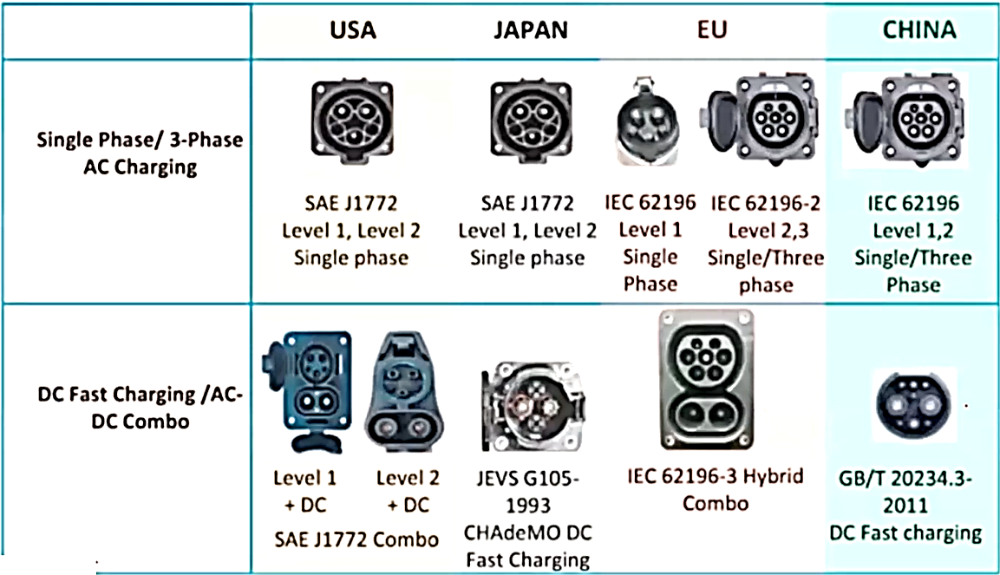 USA
JAPAN
EU
CHINA
Single Phase/ 3-Phase
AC Charging
SAE J1772
Level 1, Level 2
Single phase
SAE J1772
Level 1, Level 2
Single phase
IEC 62196
Level 1
Single
Phase
IEC 62196-2
Level 2,3
Single/Three
phase
IEC 62196
Level 1,2
Single/Three
Phase
DC Fast Charging /AC-
DC Combo
Level 1
+ DC
Level 2
+ DC
SAE J1772 Combo
JEVS G105-
1993
CHAdeMO DC
Fast Charging
IEC 62196-3 Hybrid
Combo
GB/T 20234.3-
2011
DC Fast charging